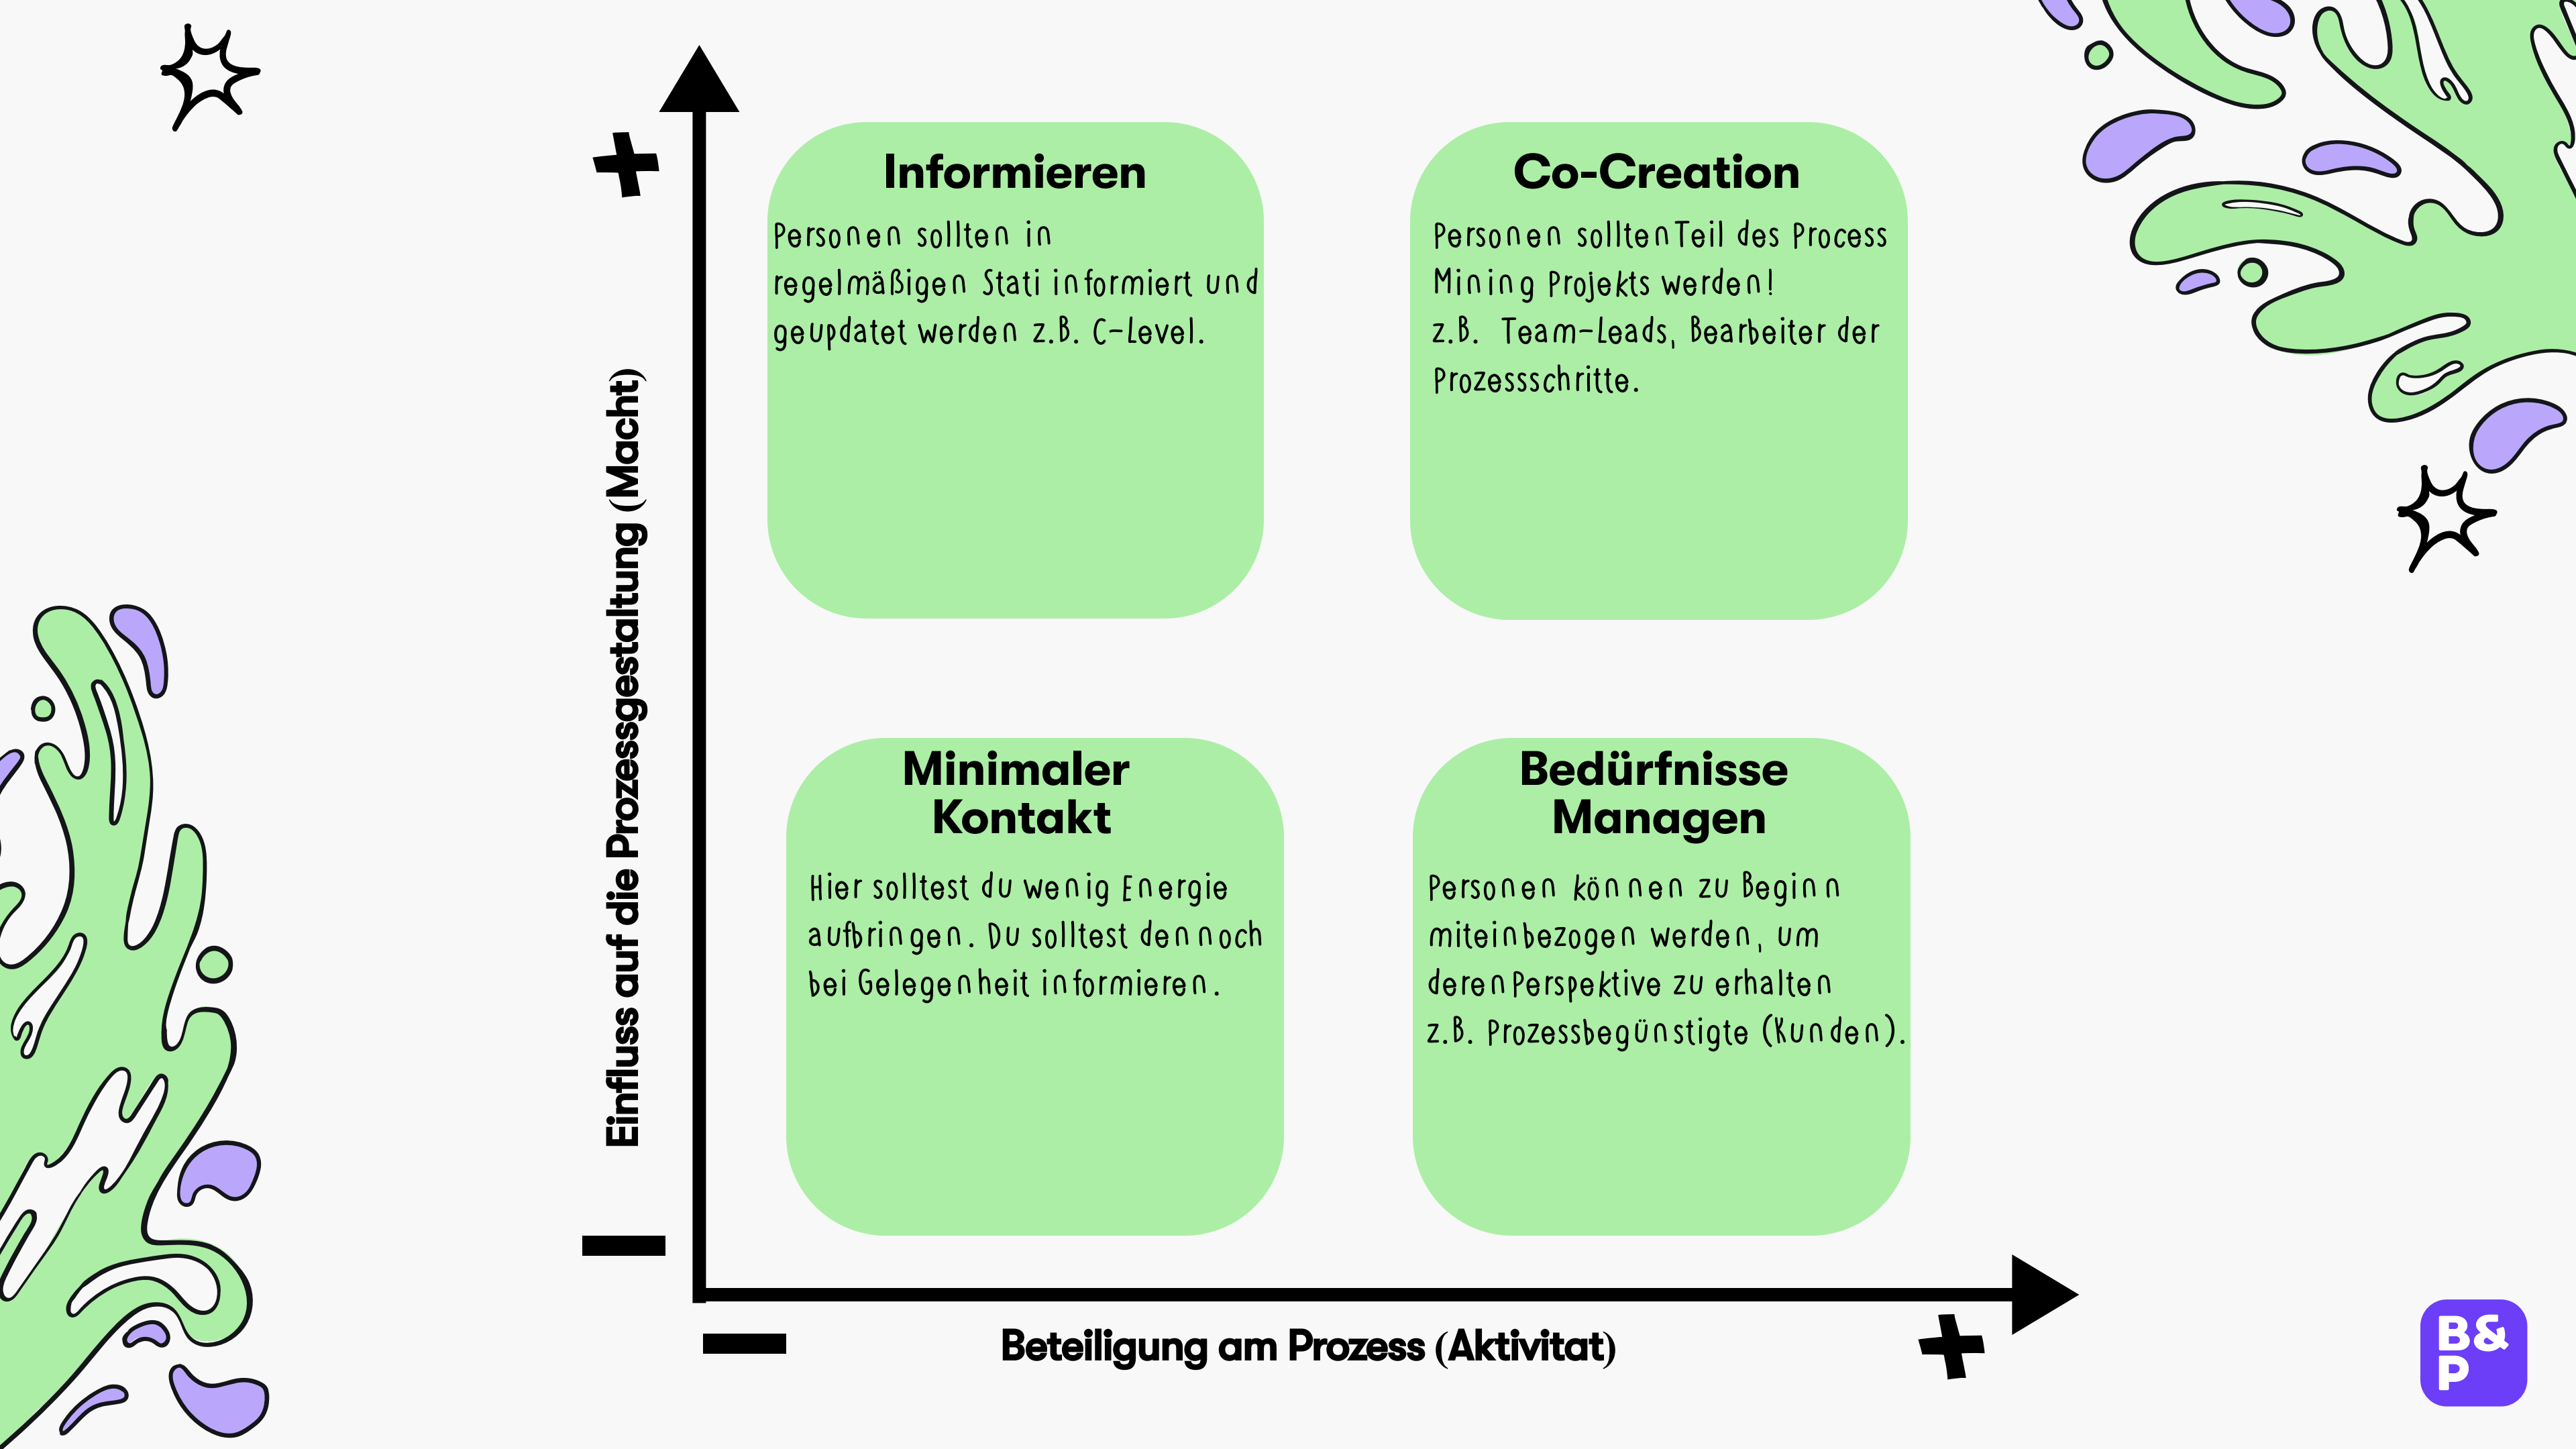 Informieren
Personen sollten in
regelmäßigen Stati informiert und
geupdatet werden z.B. C-Level.
Co-Creation
Personen sollten Teil des Process
Mining Projekts werden!
z.B. Team-Leads, Bearbeiter der
Prozessschritte.
Einfluss auf die Prozessgestaltung (Macht)
Minimaler
Kontakt
Hier solltest du wenig Energie
aufbringen. Du solltest dennoch
bei Gelegenheit informieren.
Bedürfnisse
Managen
Personen können zu Beginn
miteinbezogen werden, um
deren Perspektive zu erhalten
z.B. Prozessbegünstigte (Kunden).
Beteiligung am Prozess (Aktivitat)
B&
P